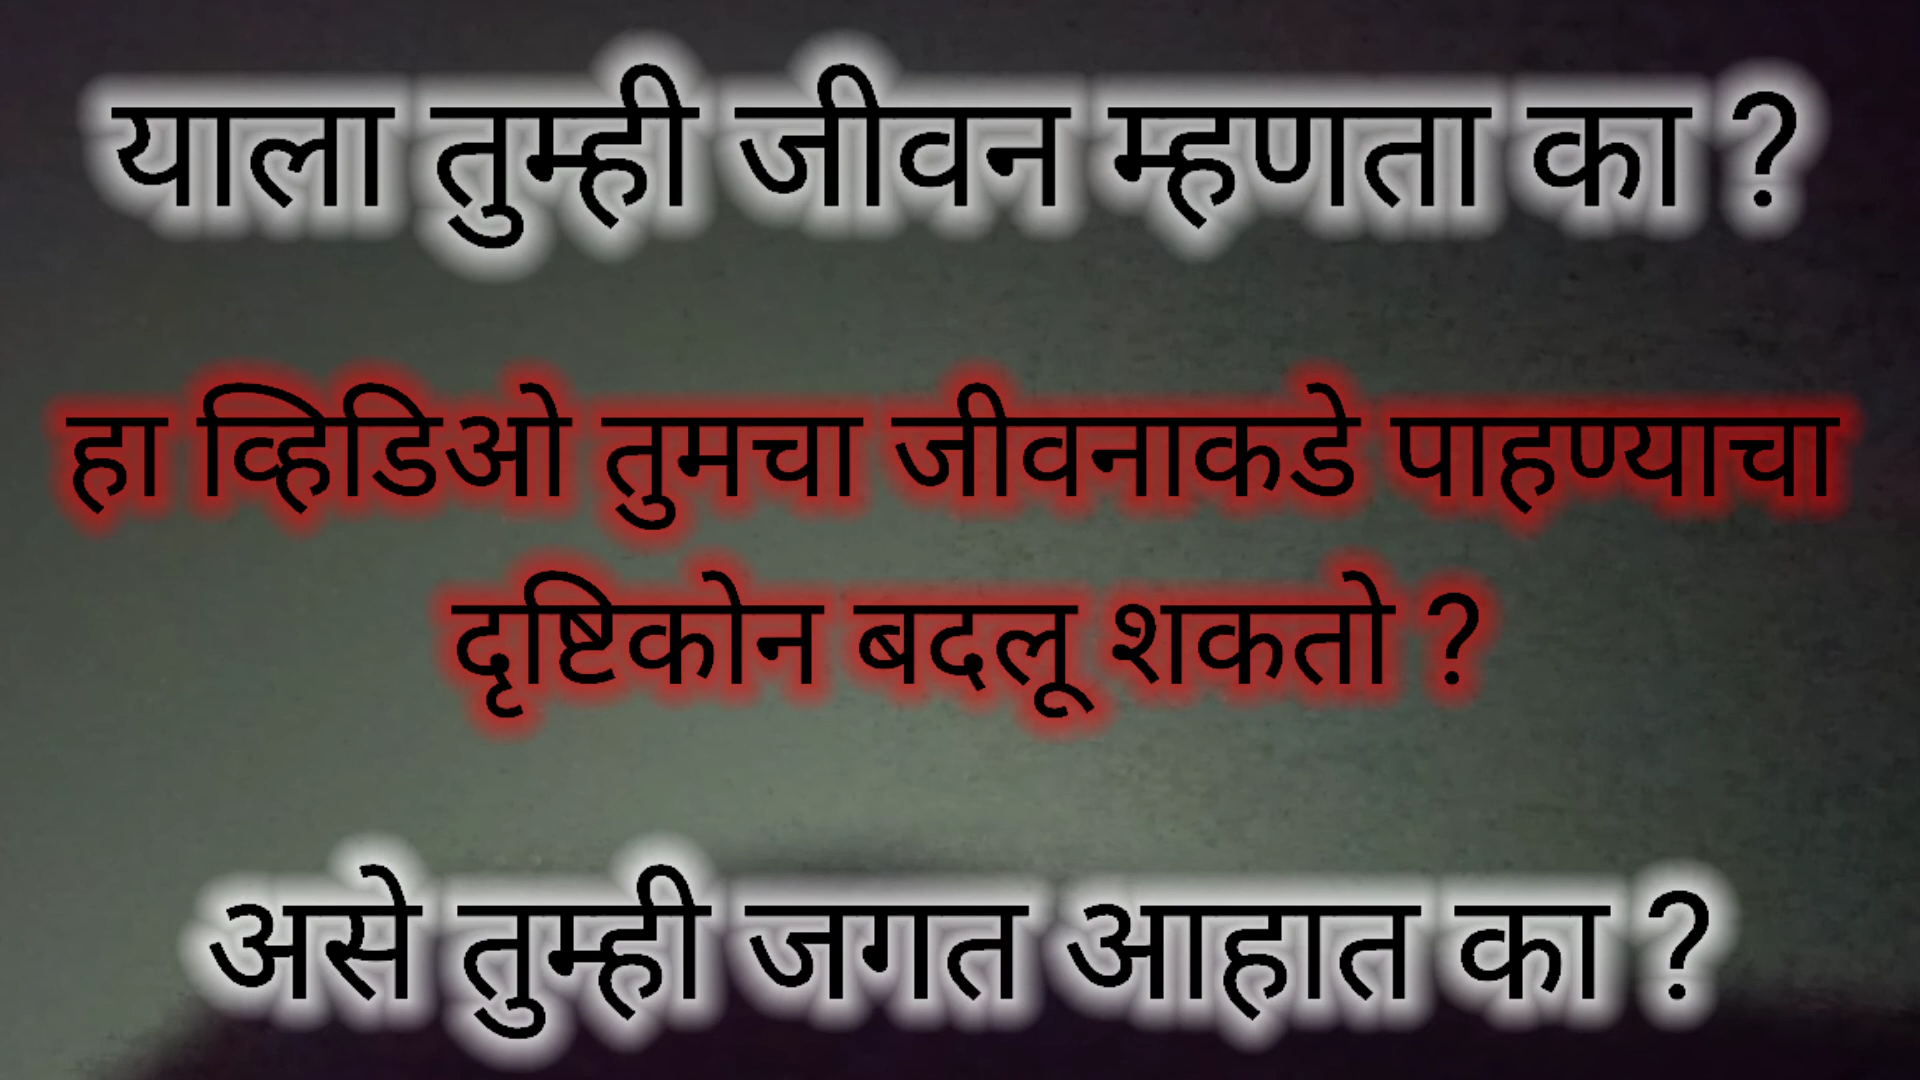 याला तुम्ही जीवन म्हणता का ?
हा व्हिडिओ तुमचा जीवनाकडे पाहण्याचा
दृष्टिकोन बदलू शकतो ?
असे तुम्ही जगत आहात का ?